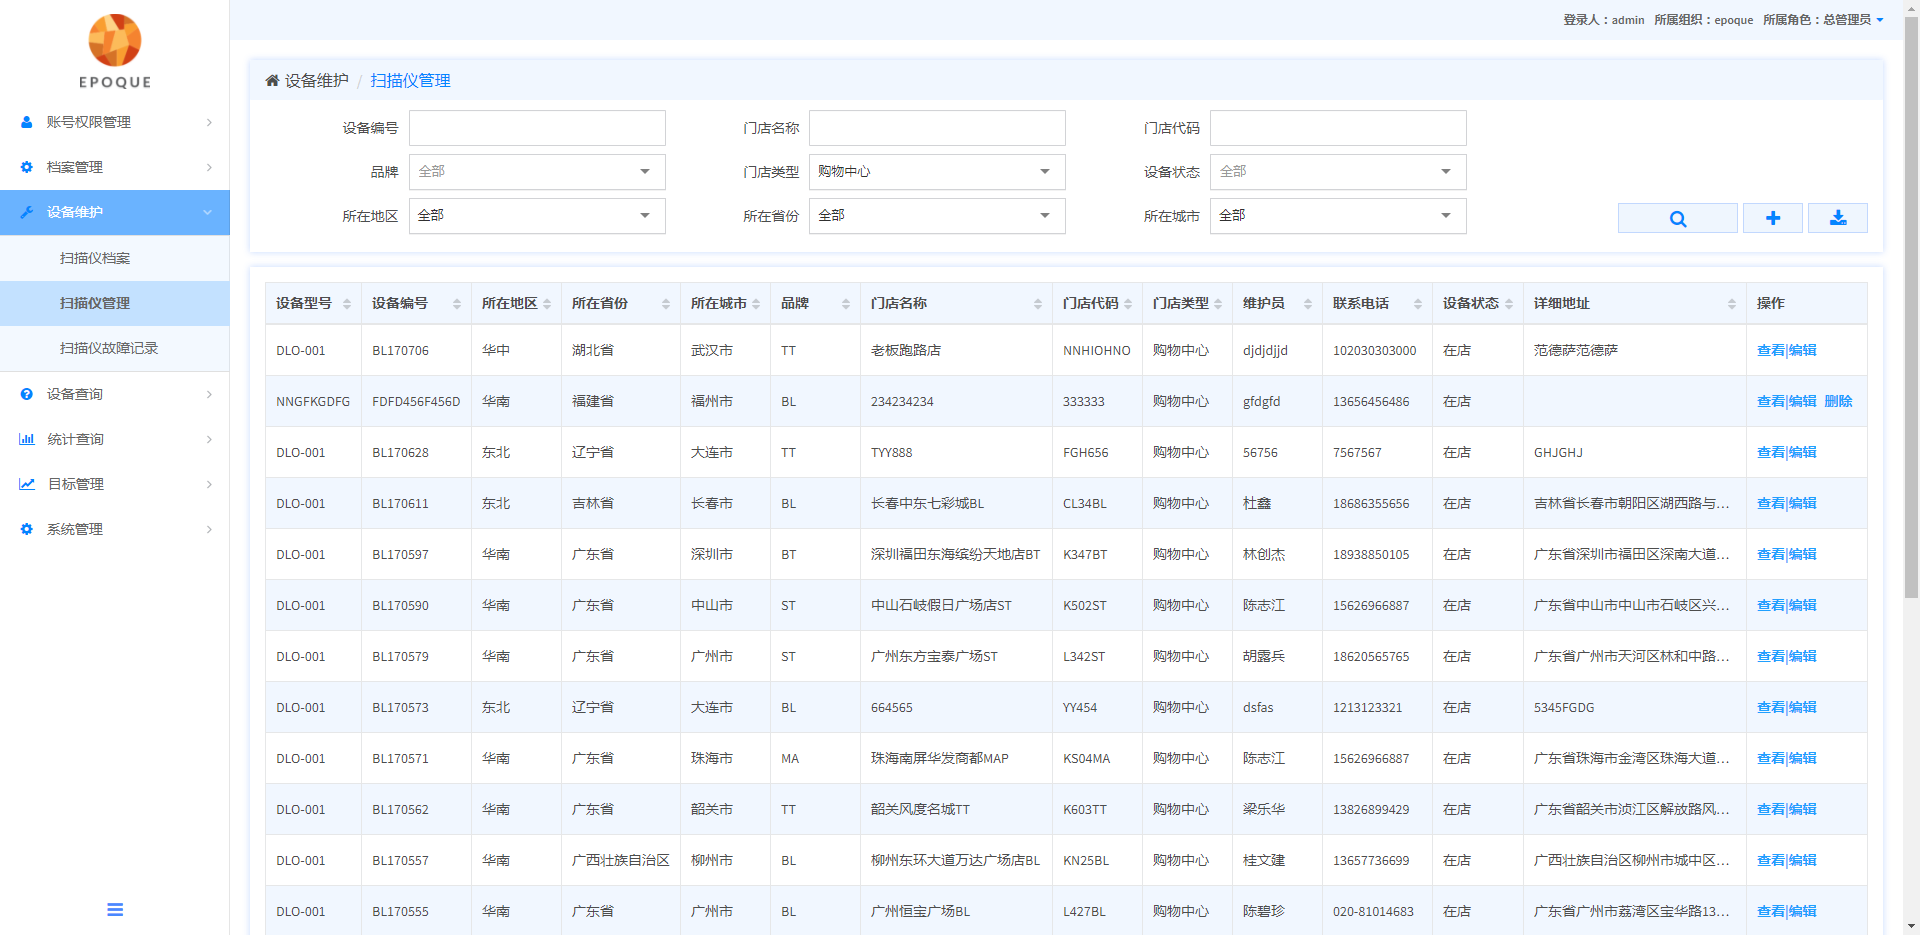 登录人：admin 所属组织：epoque 所属角色：总管理员
EPOQUE
账号权限管理
档案管理
设备维护
扫描仪档案
扫描仪管理
扫描仪故障记录
设备查询
统计查询
目标管理
系统管理
设备维护 / 扫描仪管理
设备编号 门店名称 门店代码
品牌 全部 门店类型 购物中心 设备状态 全部
所在地区 全部 所在省份 全部 所在城市 全部
设备型号 设备编号 所在地区 所在省份 所在城市 品牌 门店名称 门店代码 门店类型 维护员 联系电话 设备状态 详细地址 操作
DLO-001 BL170706 华中 湖北省 武汉市 TT 老板跑路店 NNHIOHNO 购物中心 djdjdjjd 102030303000 在店 范德萨范德萨 查看|编辑
NNGFKGDFG FDFD456F456D 华南 福建省 福州市 BL 234234234 333333 购物中心 gfdgfd 13656456486 在店 查看|编辑 删除
DLO-001 BL170628 东北 辽宁省 大连市 TT TYY888 FGH656 购物中心 56756 7567567 在店 GHJGHJ 查看|编辑
DLO-001 BL170611 东北 吉林省 长春市 BL 长春中东七彩城BL CL34BL 购物中心 杜鑫 18686355656 在店 吉林省长春市朝阳区湖西路与... 查看|编辑
DLO-001 BL170597 华南 广东省 深圳市 BT 深圳福田东海缤纷天地店BT K347BT 购物中心 林创杰 18938850105 在店 广东省深圳市福田区深南大道... 查看|编辑
DLO-001 BL170590 华南 广东省 中山市 ST 中山石岐假日广场店ST K502ST 购物中心 陈志江 15626966887 在店 广东省中山市中山市石岐区兴... 查看|编辑
DLO-001 BL170579 华南 广东省 广州市 ST 广州东方宝泰广场ST L342ST 购物中心 胡露兵 18620565765 在店 广东省广州市天河区林和中路... 查看|编辑
DLO-001 BL170573 东北 辽宁省 大连市 BL 664565 YY454 购物中心 dsfas 1213123321 在店 5345FGDG 查看|编辑
DLO-001 BL170571 华南 广东省 珠海市 MA 珠海南屏华发商都MAP KS04MA 购物中心 陈志江 15626966887 在店 广东省珠海市金湾区珠海大道... 查看|编辑
DLO-001 BL170562 华南 广东省 韶关市 TT 韶关风度名城TT K603TT 购物中心 梁乐华 13826899429 在店 广东省韶关市浈江区解放路风... 查看|编辑
DLO-001 BL170557 华南 广西壮族自治区 柳州市 BL 柳州东环大道万达广场店BL KN25BL 购物中心 桂文建 13657736699 在店 广西壮族自治区柳州市城中区... 查看|编辑
DLO-001 BL170555 华南 广东省 广州市 BL 广州恒宝广场BL L427BL 购物中心 陈碧珍 020-81014683 在店 广东省广州市荔湾区宝华路13... 查看|编辑